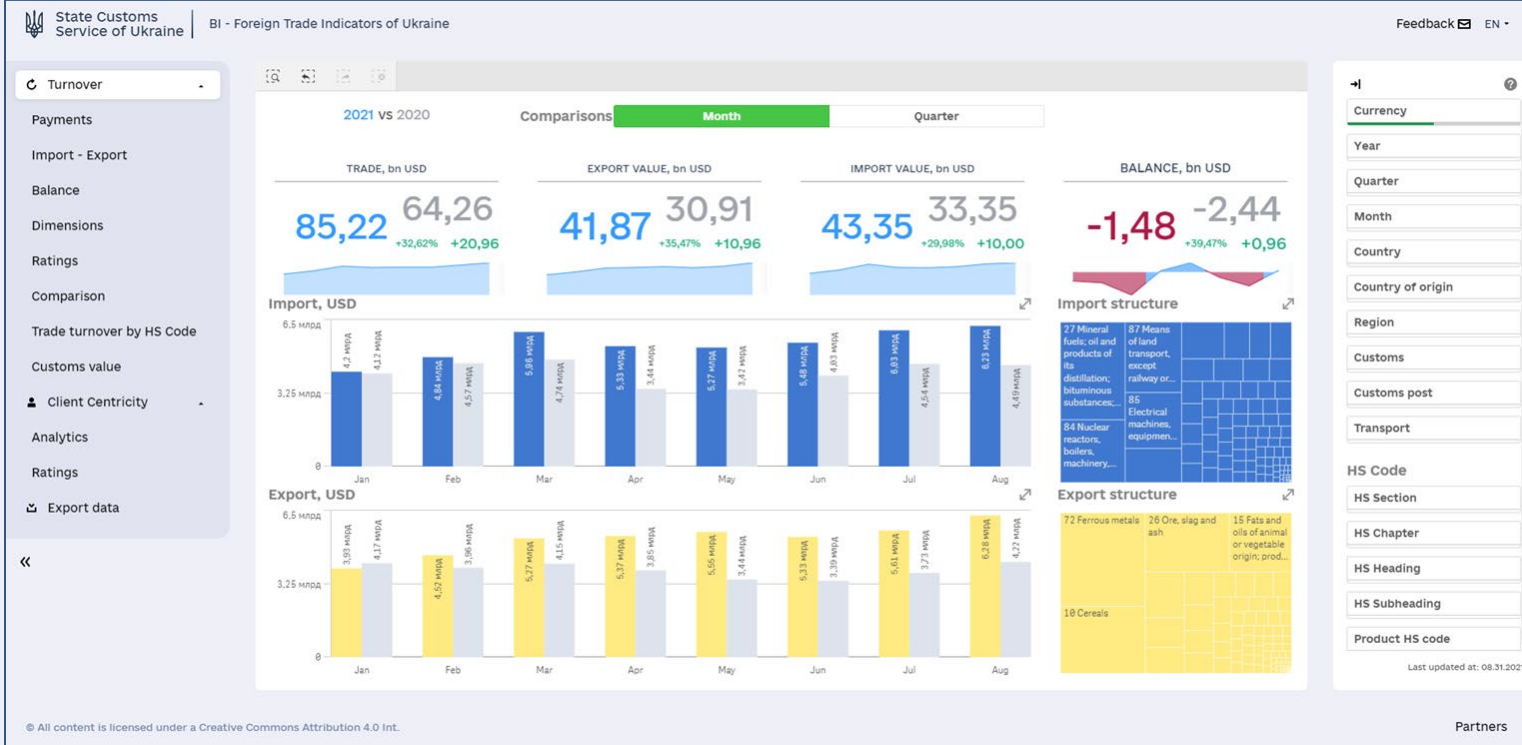 State Customs
Service of Ukraine
BI - Foreign Trade Indicators of Ukraine
Feedback
EN
Turnover
Payments
Import - Export
Balance
Dimensions
Ratings
Comparison
Trade turnover by HS Code
Customs value
Client Centricity
Analytics
Ratings
Export data
«
2021 vs 2020
Comparisons
Month
Quarter
TRADE, bn USD
85,22
64,26
+32,62% +20,96
EXPORT VALUE, bn USD
41,87
30,91
+35,47% +10,96
IMPORT VALUE, bn USD
43,35
33,35
+29,98% +10,00
BALANCE, bn USD
-1,48
-2,44
+39,47% +0,96
Import, USD
6.5 млрд
3,25 млрд
0
4,2 млрд
4,12 млрд
4,84 млрд
4,57 млрд
5,96 млрд
4,74 млрд
5,33 млрд
3,44 млрд
5,27 млрд
3,42 млрд
5,48 млрд
4,03 млрд
6,03 млрд
4,54 млрд
6,23 млрд
4,49 млрд
Jan
Feb
Mar
Apr
May
Jun
Jul
Aug
Import structure
27 Mineral
fuels; oil and
products of
its
distillation;
bituminous
substances;...
84 Nuclear
reactors,
boilers,
machinery,...
87 Means
of land
transport,
except
railway or...
85
Electrical
machines,
equipmen...
Export, USD
6,5 млрд
3,25 млрд
0
3,93 млрд
4,17 млрд
4,52 млрд
3,96 млрд
5,27 млрд
4,15 млрд
5,37 млрд
3,85 млрд
5,55 млрд
3,44 млрд
5,33 млрд
3,39 млрд
5,61 млрд
3,73 млрд
6,28 млрд
4,22 млрд
Jan
Feb
Mar
Apr
May
Jun
Jul
Aug
Export structure
72 Ferrous metals
10 Cereals
26 Ore, slag and
ash
15 Fats and
oils of animal
or vegetable
origin; prod...
Currency
Year
Quarter
Month
Country
Country of origin
Region
Customs
Customs post
Transport
HS Code
HS Section
HS Chapter
HS Heading
HS Subheading
Product HS code
Last updated at: 08.31.2021
© All content is licensed under a Creative Commons Attribution 4.0 Int.
Partners